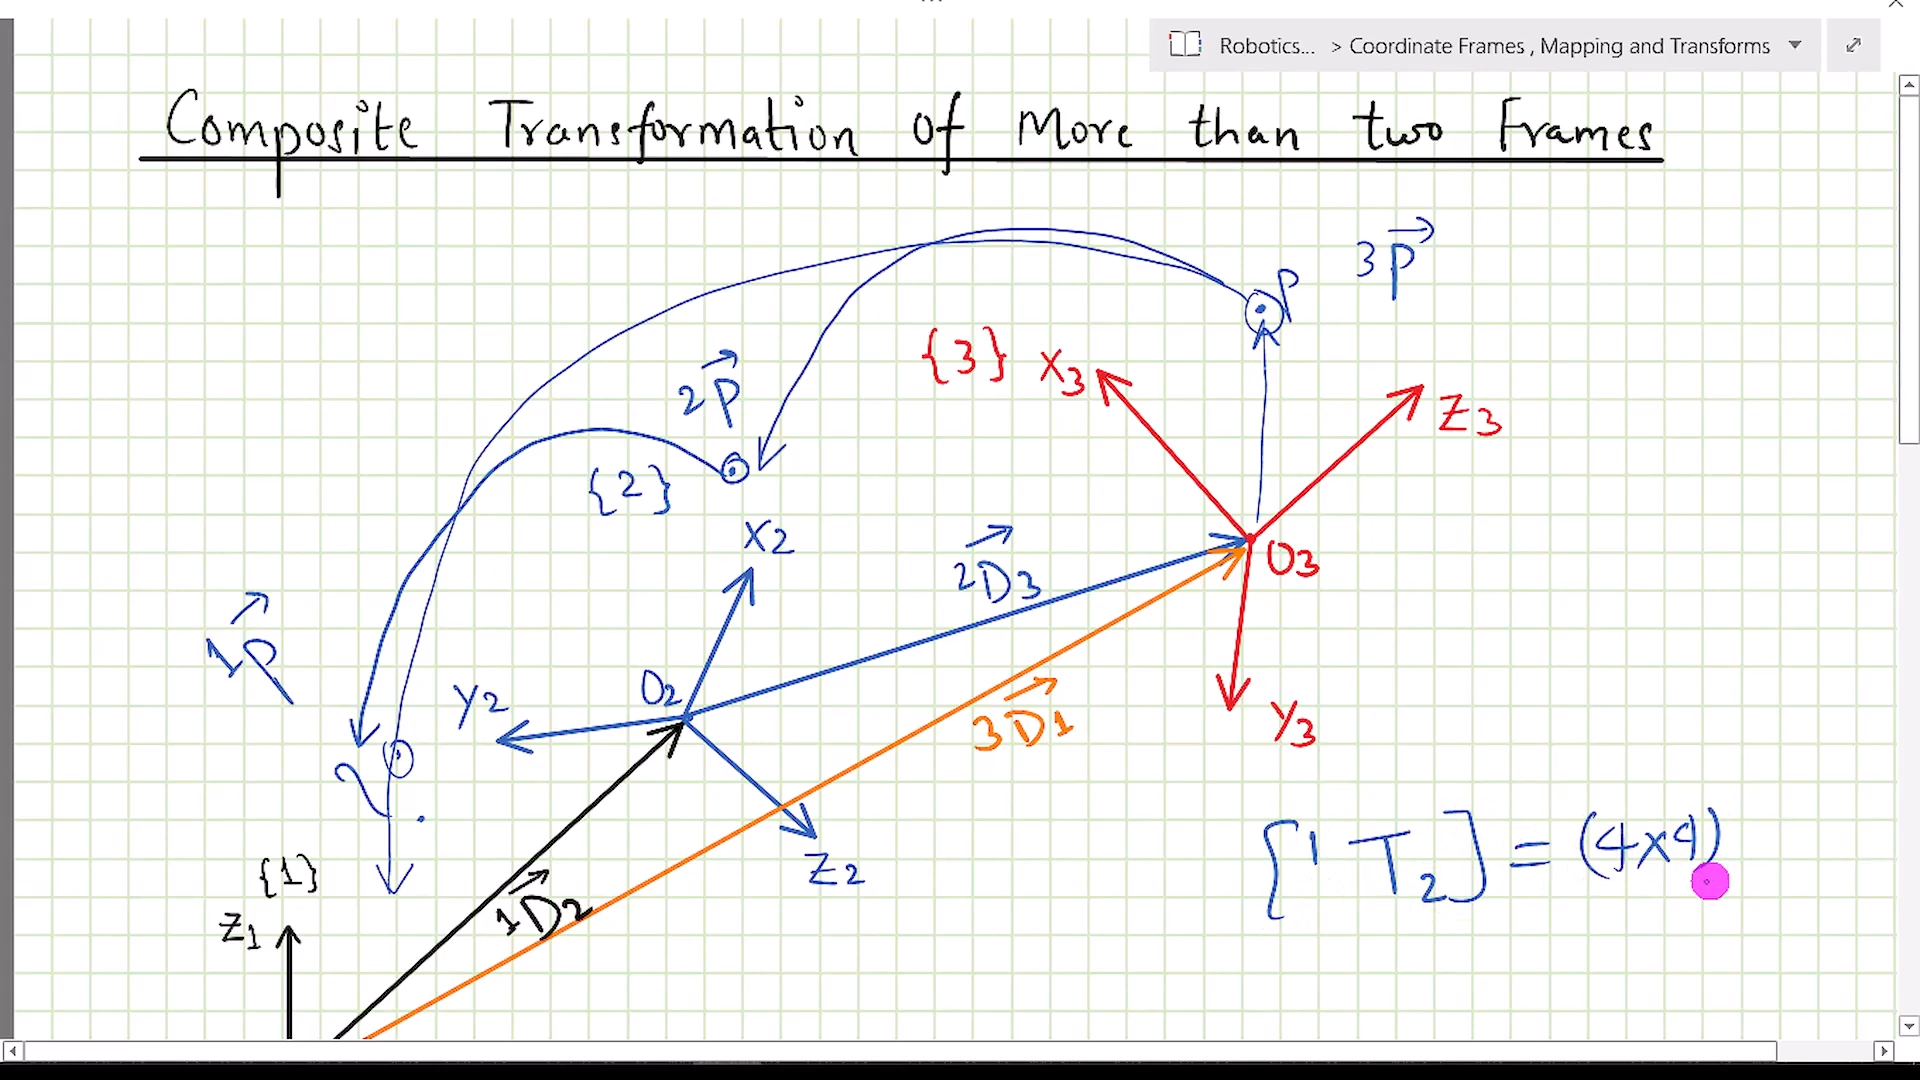 Robotics... > Coordinate Frames , Mapping and Transforms
Composite Transformation of More than two Frames
3P
P
{3} X3
Z3
2P
{2}
X2
2D3
O3
1P
O2
Y2
3D1
Y3
[1T2] = (4x4)
Z2
{1}
1D2
Z1